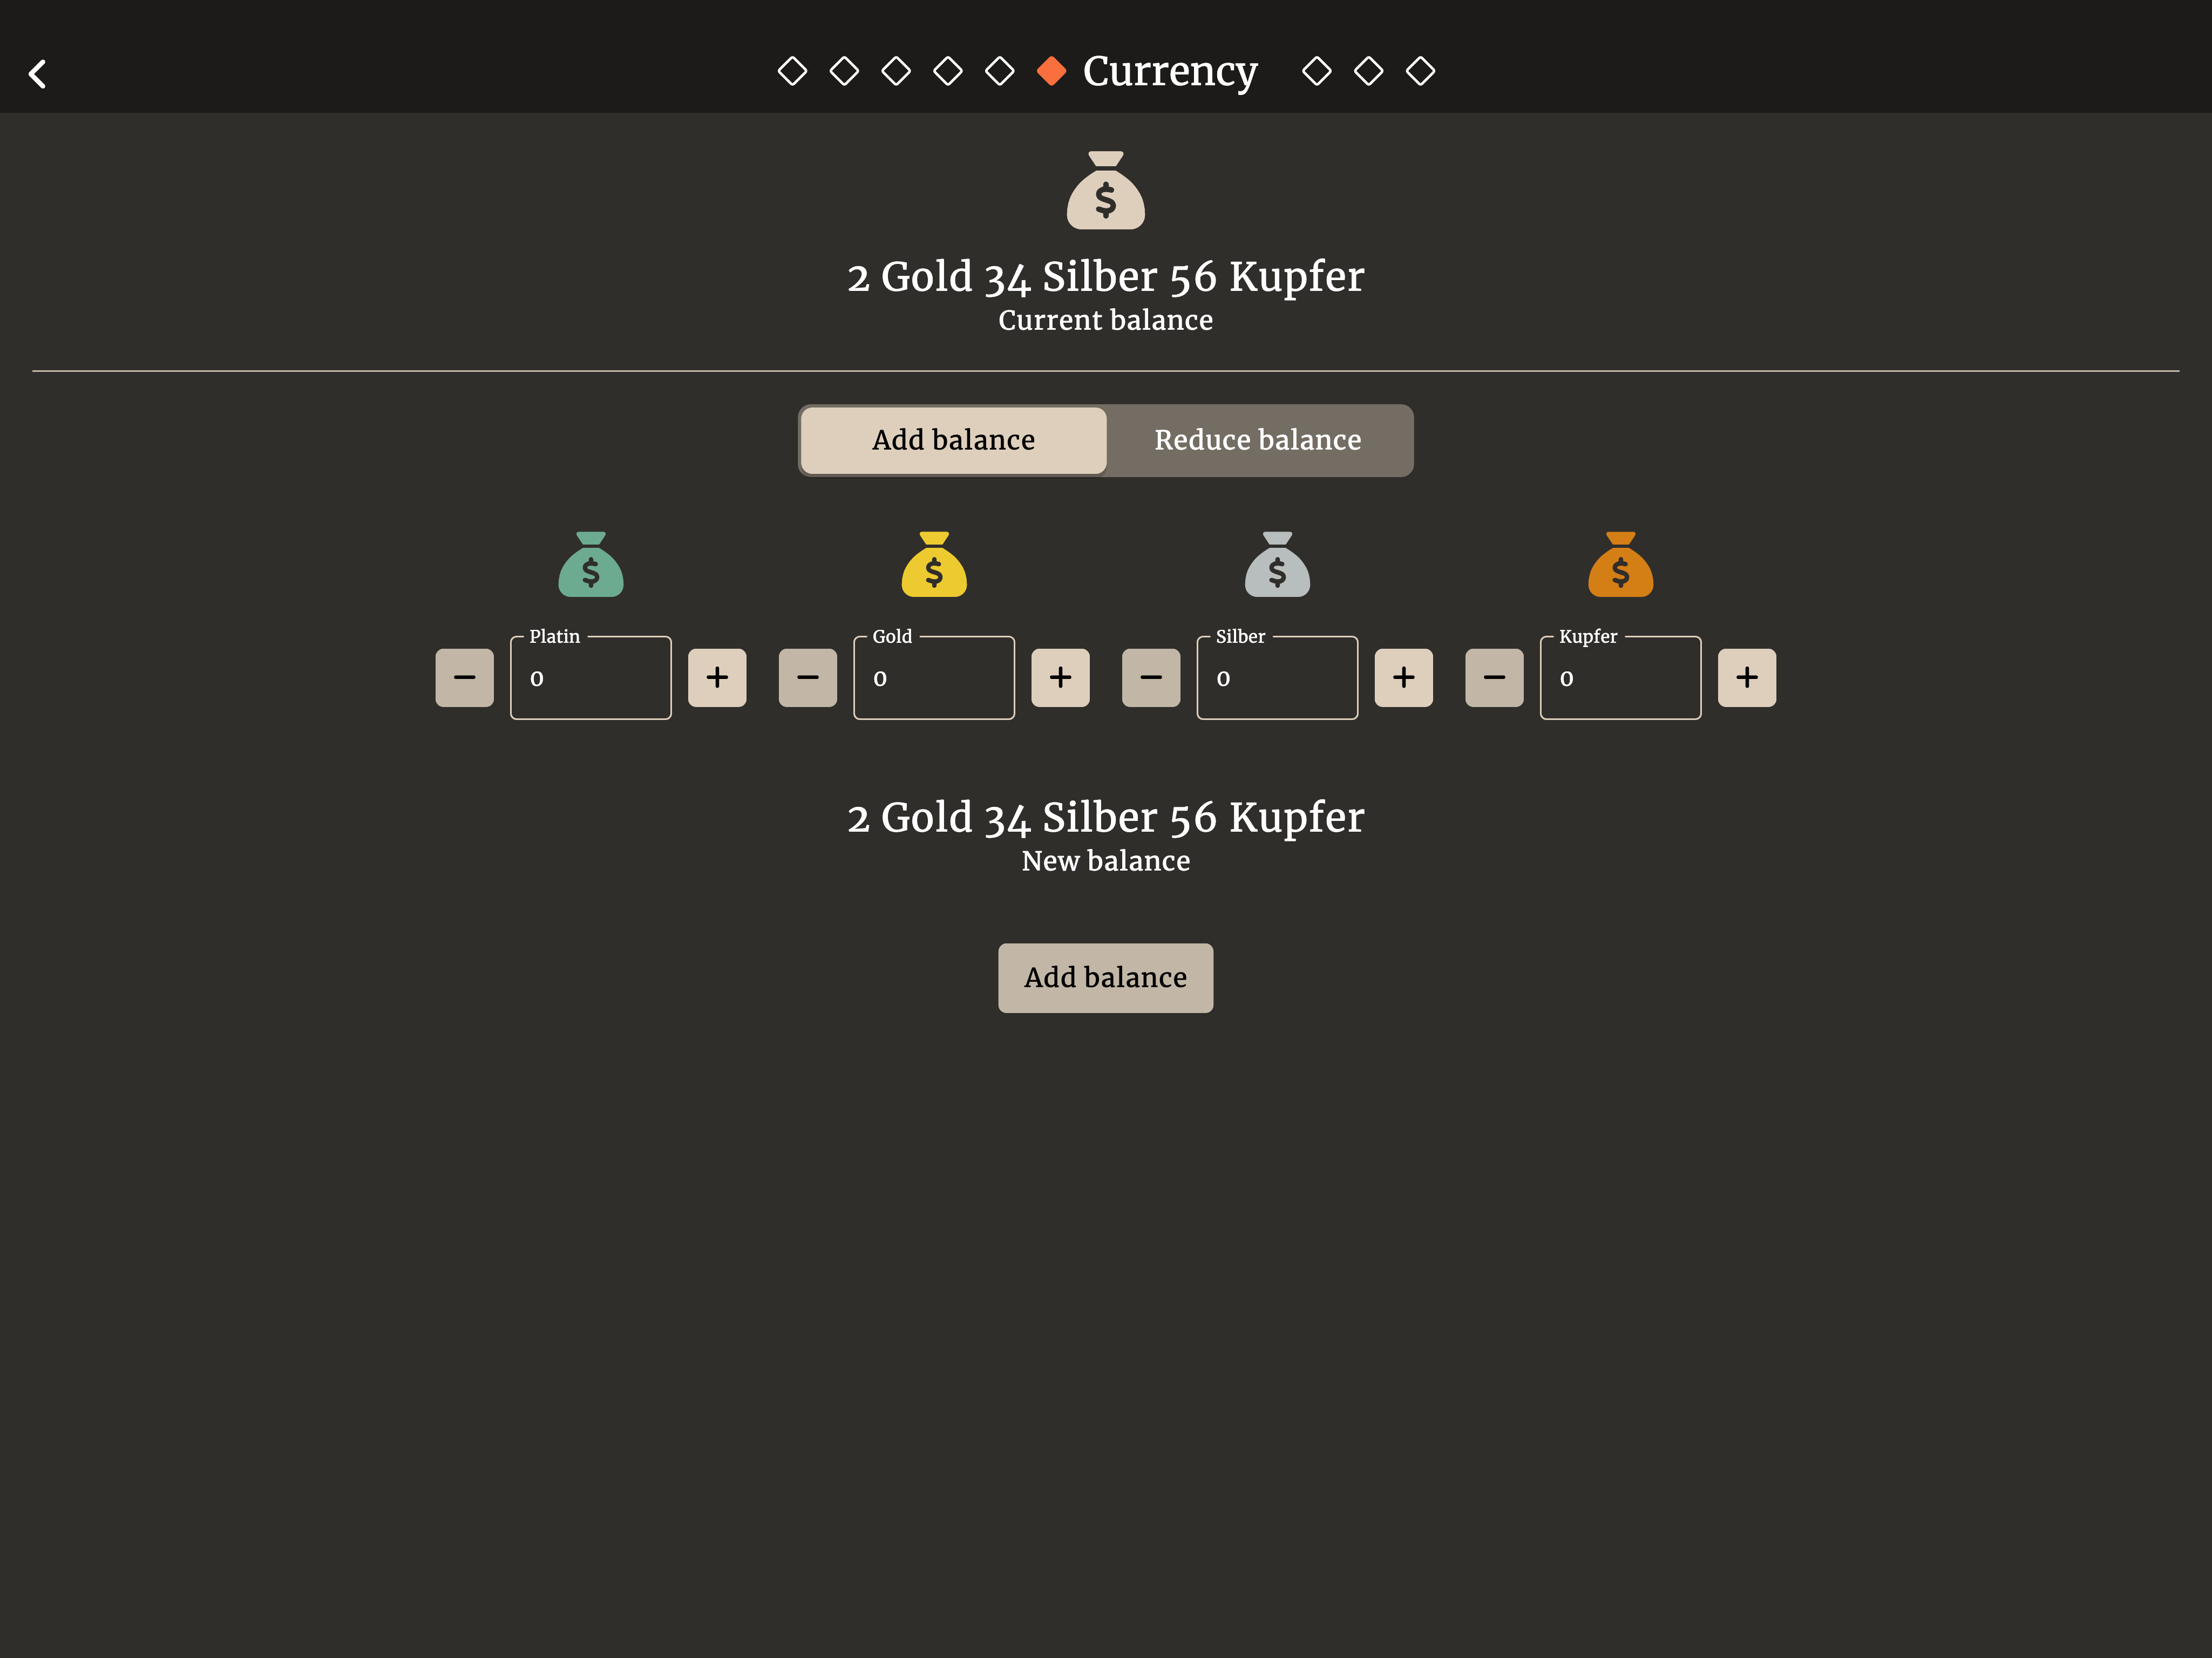 Currency
2 Gold 34 Silber 56 Kupfer
Current balance
Add balance Reduce balance
Platin Gold Silber Kupfer
0 0 0 0
2 Gold 34 Silber 56 Kupfer
New balance
Add balance